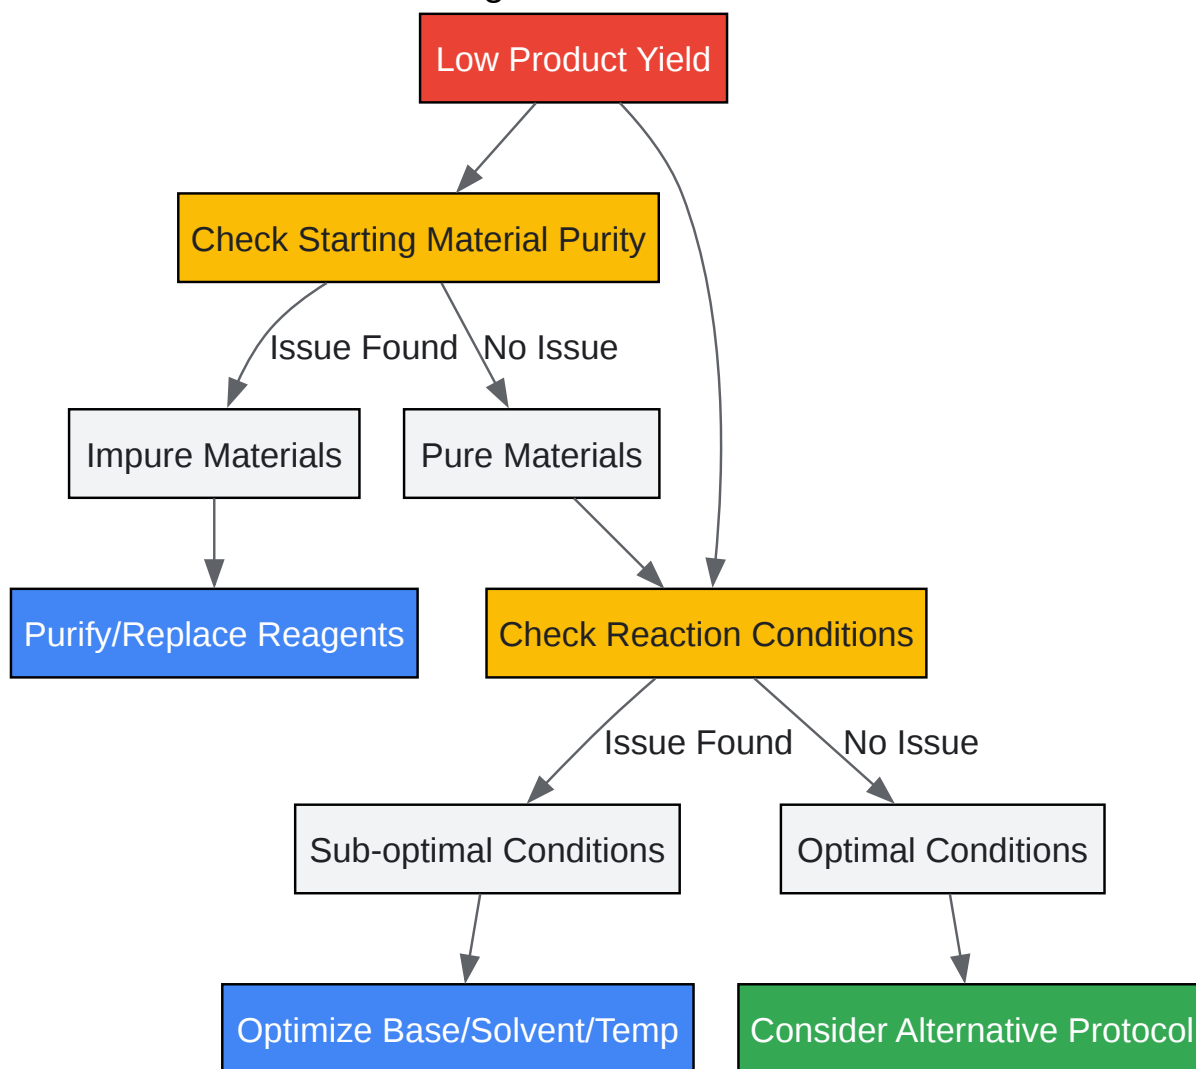 Low Product Yield
Check Starting Material Purity
Issue Found
No Issue
Impure Materials
Pure Materials
Purify/Replace Reagents
Check Reaction Conditions
Issue Found
No Issue
Sub-optimal Conditions
Optimal Conditions
Optimize Base/Solvent/Temp
Consider Alternative Protocol